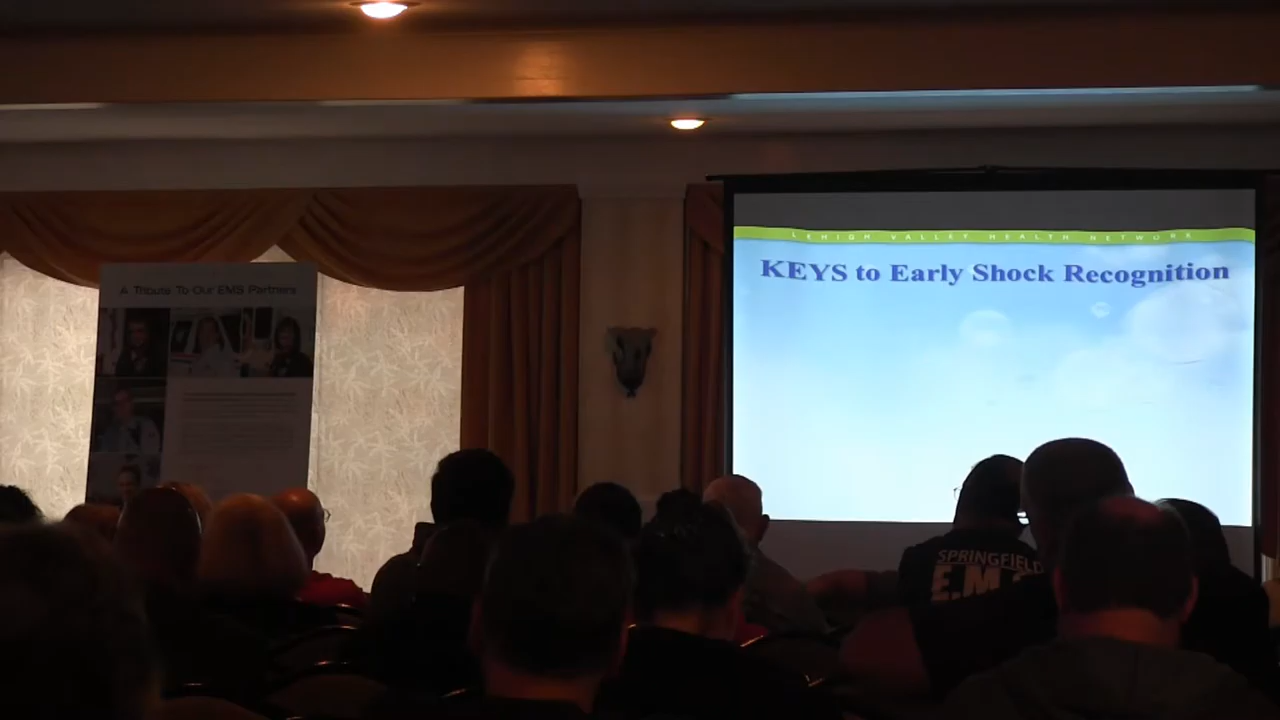 A Tribute To Our EMS Partners
LEHIGH VALLEY HEALTH NETWORK
KEYS to Early Shock Recognition
SPRINGFIELD
E.M.S